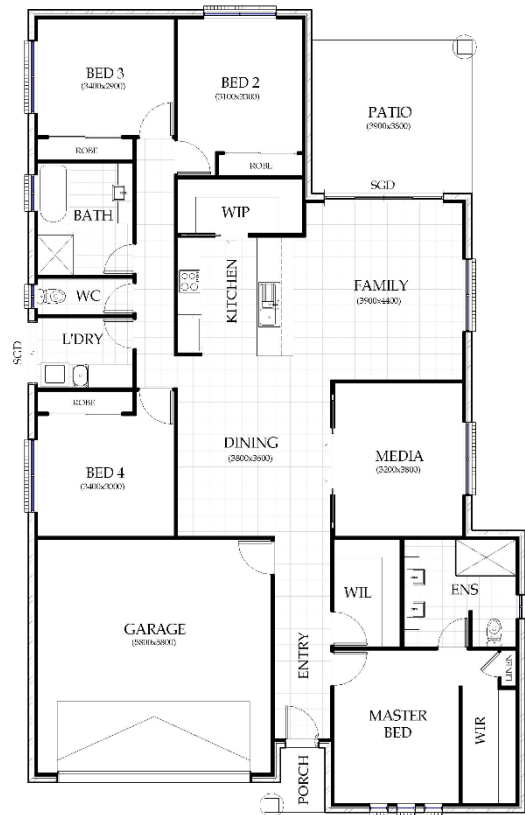 BED 3
(3400x2900)
BED 2
(3100x3300)
PATIO
(3900x3500)
ROBE
ROBE
SGD
BATH
WIP
KITCHEN
FAMILY
(3900x4400)
WC
L'DRY
SGD
ROBE
DINING
(3800x3600)
MEDIA
(3200x3800)
BED 4
(3400x3000)
WIL
ENS
GARAGE
(5800x5800)
ENTRY
LINEN
MASTER
BED
WIR
PORCH